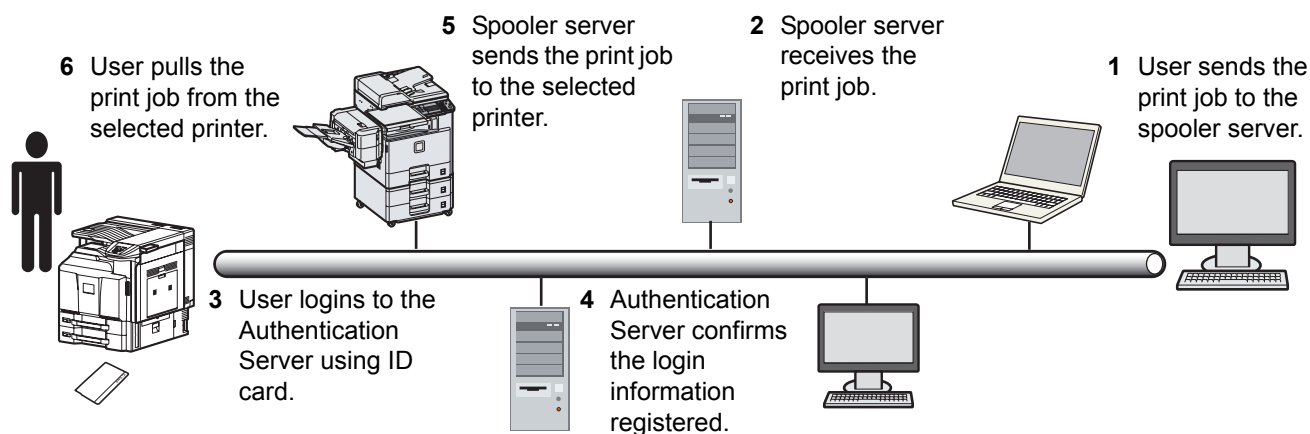 1 User sends the
print job to the
spooler server.
2 Spooler server
receives the
print job.
3 User logins to the
Authentication
Server using ID
card.
4 Authentication
Server confirms
the login
information
registered.
5 Spooler server
sends the print job
to the selected
printer.
6 User pulls the
print job from the
selected printer.